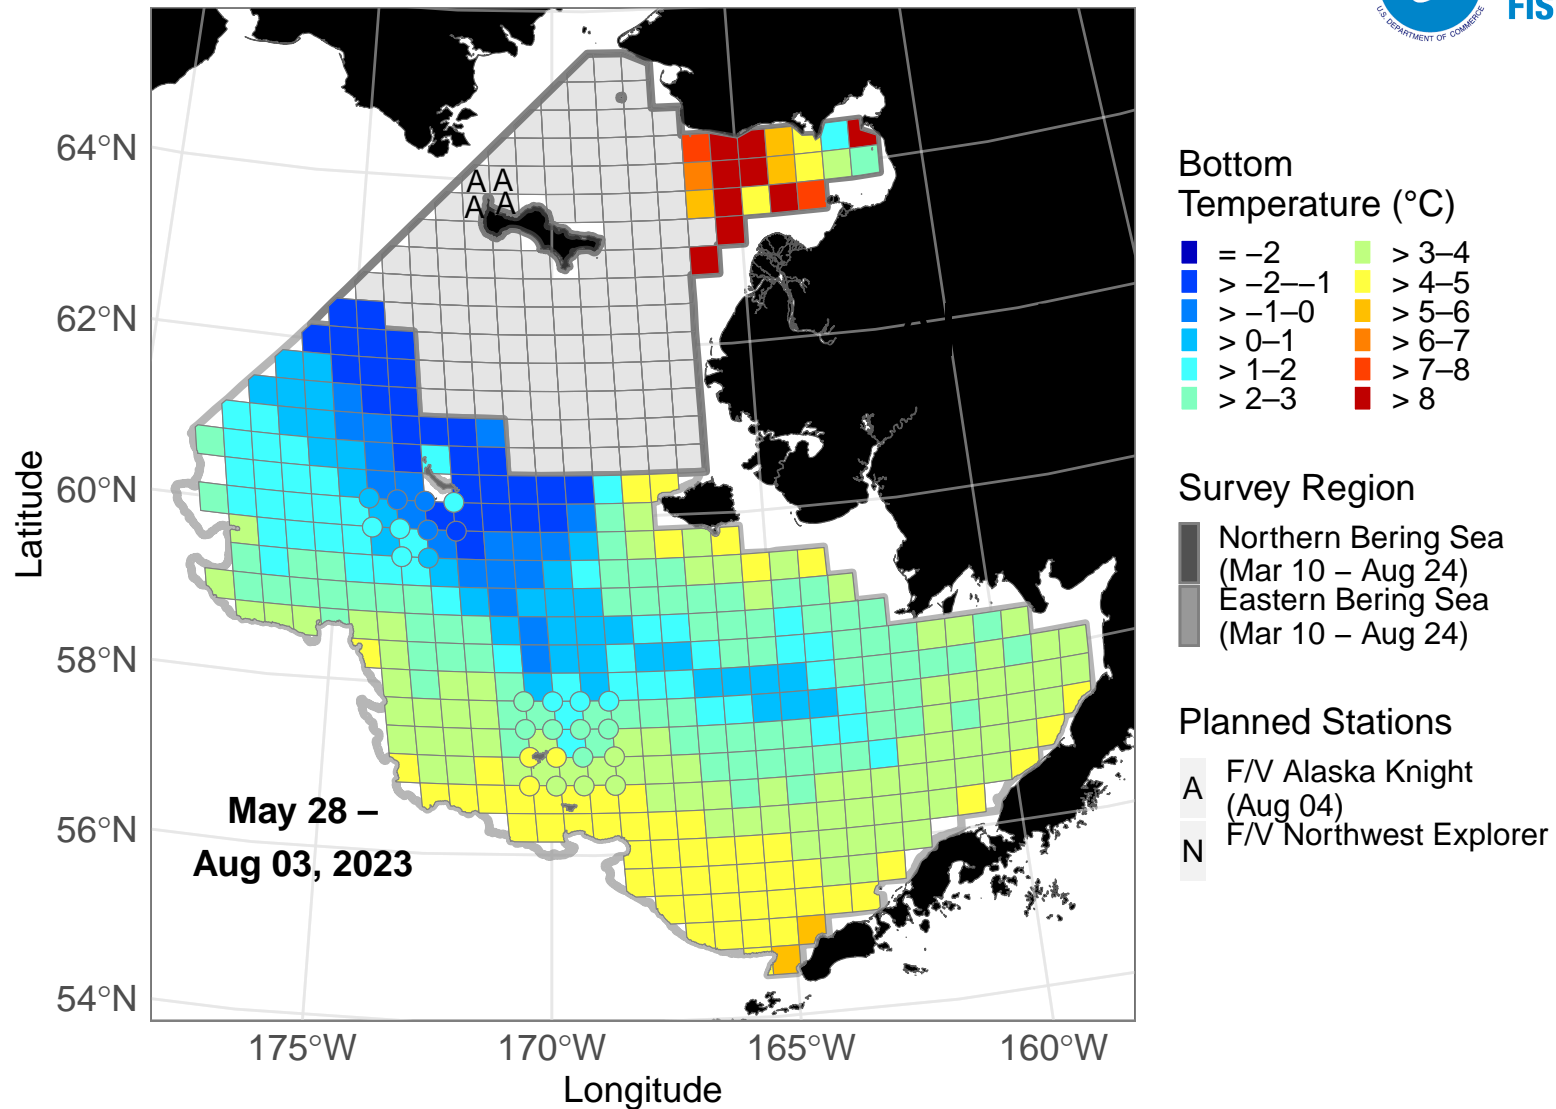 FIS
U.S. DEPARTMENT OF COMMERCE
64°N
62°N
60°N
58°N
56°N
54°N
Latitude
A A
A A
May 28 –
Aug 03, 2023
175°W
170°W
165°W
160°W
Longitude
Bottom
Temperature (°C)
= −2
> −2−−1
> −1−0
> 0−1
> 1−2
> 2−3
> 3−4
> 4−5
> 5−6
> 6−7
> 7−8
> 8
Survey Region
Northern Bering Sea
(Mar 10 − Aug 24)
Eastern Bering Sea
(Mar 10 − Aug 24)
Planned Stations
A F/V Alaska Knight
(Aug 04)
N F/V Northwest Explorer